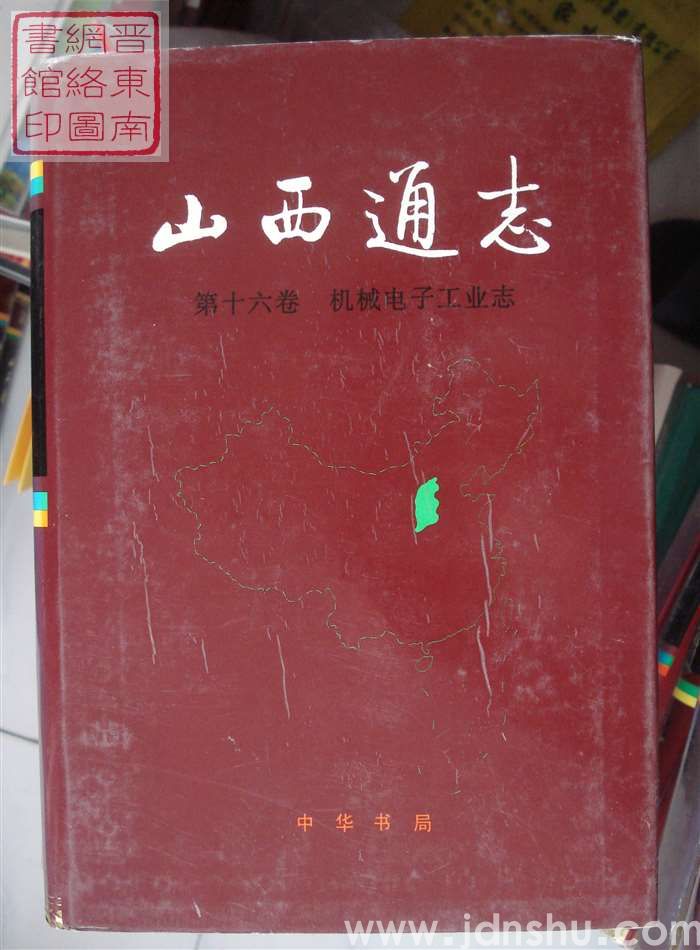 晋東南
網絡圖
書館印
山西通志
第十六卷 机械电子工业志
中华书局
www.jdnshu.com